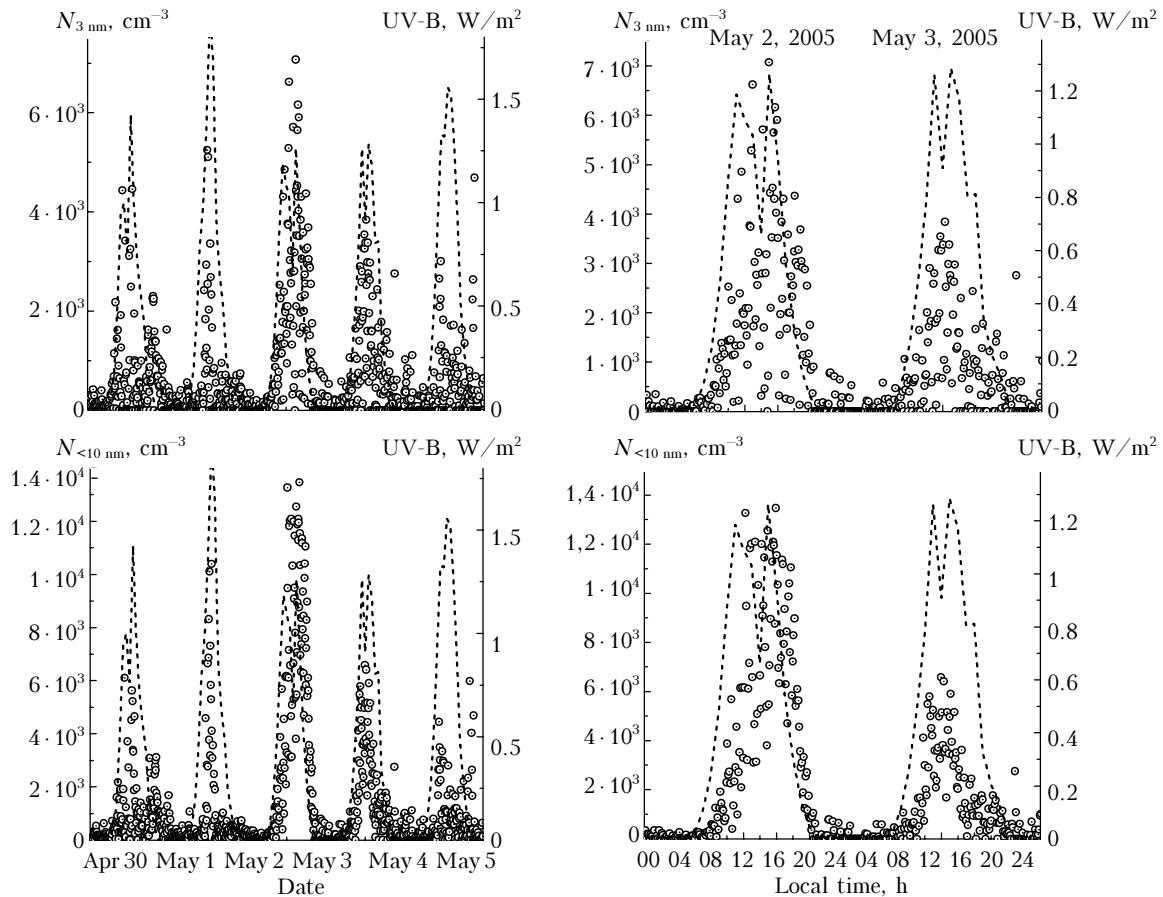 N3 nm, cm–3 UV-B, W/m2
6 · 103
4 · 103
2 · 103
0
1.5
1
0.5
0
N3 nm, cm–3 UV-B, W/m2
May 2, 2005 May 3, 2005
7 · 103
6 · 103
5 · 103
4 · 103
3 · 103
2 · 103
1 · 103
0
1.2
1
0.8
0.6
0.4
0.2
0
N<10 nm, cm–3 UV-B, W/m2
1.4 · 104
1.2 · 104
1 · 104
8 · 103
6 · 103
4 · 103
2 · 103
0
1.5
1
0.5
0
Apr 30 May 1 May 2 May 3 May 4 May 5
Date
N<10 nm, cm–3 UV-B, W/m2
1,4 · 104
1,2 · 104
1 · 104
8 · 103
6 · 103
4 · 103
2 · 103
0
1.2
1
0.8
0.6
0.4
0.2
0
00 04 08 12 16 20 24 04 08 12 16 20 24
Local time, h